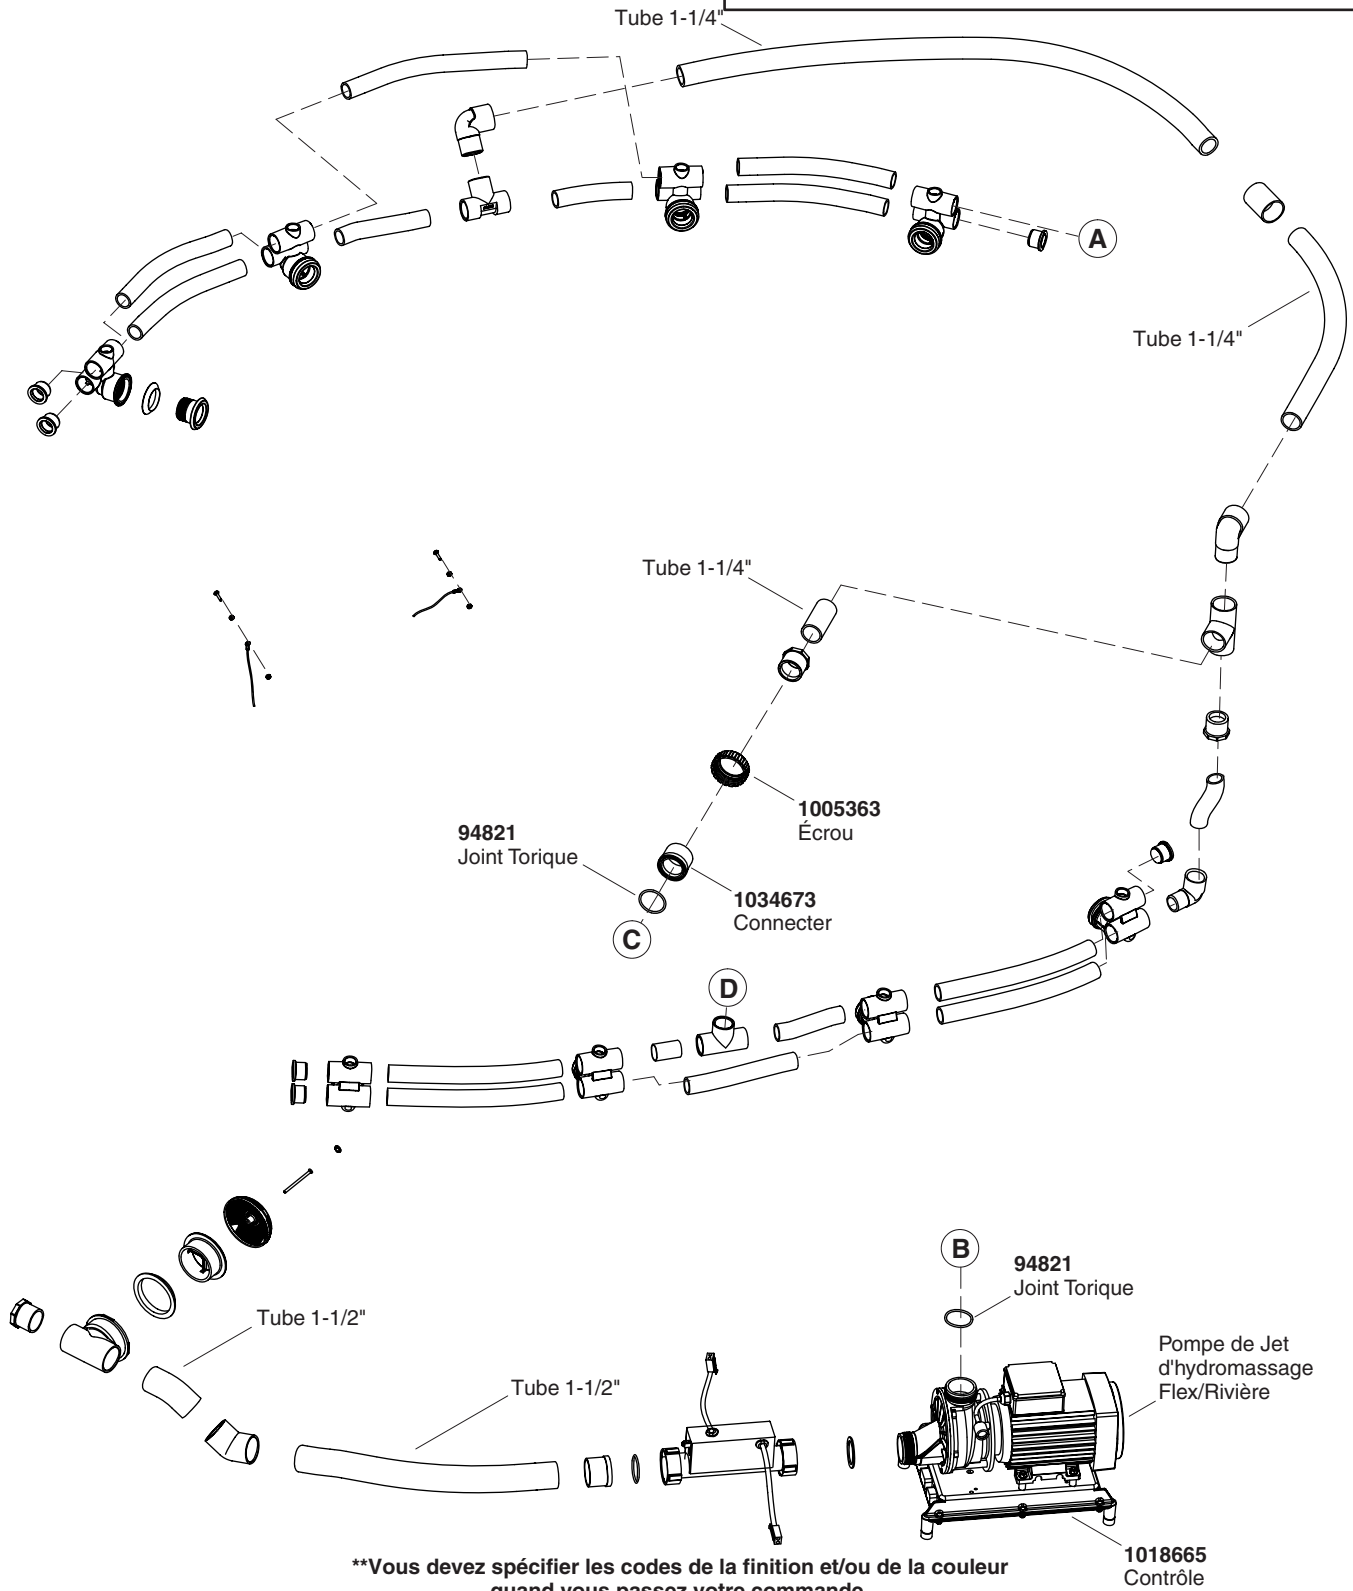 Tube 1-1/4"
A
Tube 1-1/4"
Tube 1-1/4"
1005363
Écrou
94821
Joint Torique
1034673
Connecter
C
D
B
94821
Joint Torique
Tube 1-1/2"
Pompe de Jet
d'hydromassage
Flex/Rivière
Tube 1-1/2"
1018665
Contrôle
**Vous devez spécifier les codes de la finition et/ou de la couleur
quand vous passez votre commande.